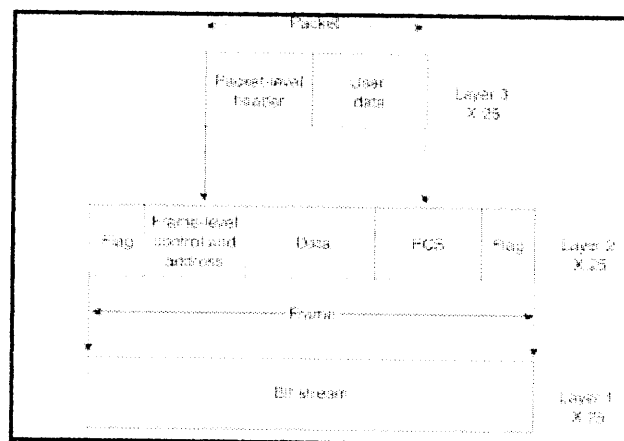 Packet
Packet-level
header
User
data
Layer 3
X.25
Flag
Frame-level
control and
address
Data
FCS
Flag
Layer 2
X.25
Frame
Bit stream
Layer 1
X.25